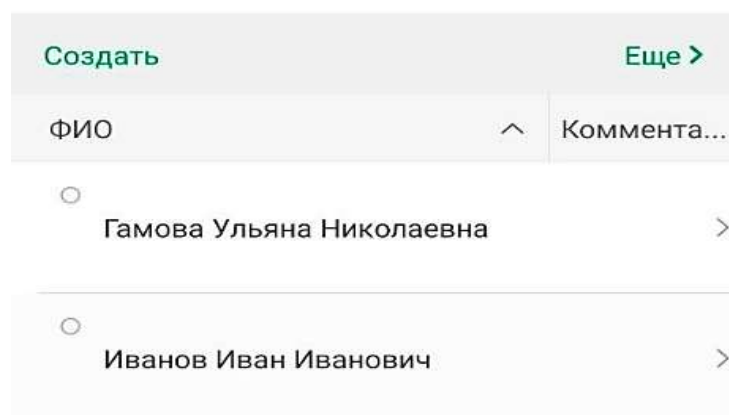 Создать Еще >
ФИО Коммента...
Гамова Ульяна Николаевна
Иванов Иван Иванович